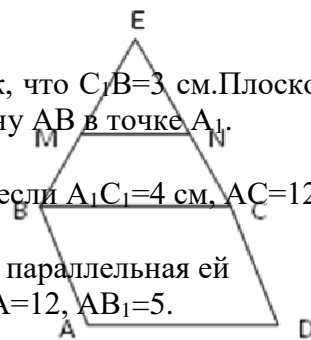 E
к, что C₁B=3 см.Плоско
ну AB в точке A₁.
M N
если A₁C₁=4 см, AC=12
B C
параллельная ей
A=12, AB₁=5.
A D